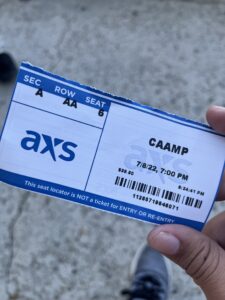 SEC ROW SEAT
A AA 6
axs
CAAMP
7/8/22, 7:00 PM
This seat locator is NOT a ticket for ENTRY OR RE-ENTRY